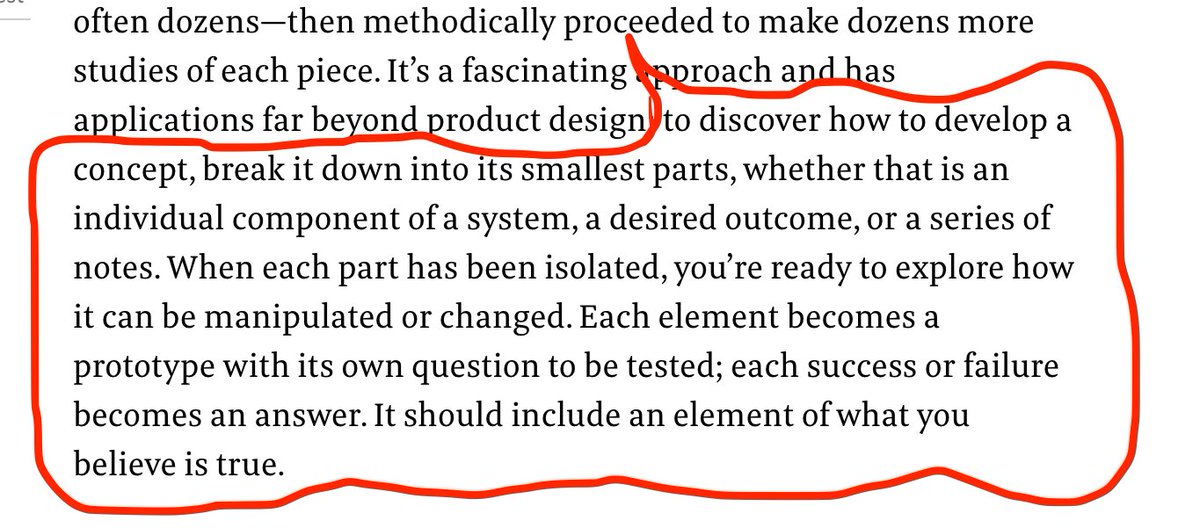 often dozens—then methodically proceeded to make dozens more
studies of each piece. It’s a fascinating approach and has
applications far beyond product design to discover how to develop a
concept, break it down into its smallest parts, whether that is an
individual component of a system, a desired outcome, or a series of
notes. When each part has been isolated, you’re ready to explore how
it can be manipulated or changed. Each element becomes a
prototype with its own question to be tested; each success or failure
becomes an answer. It should include an element of what you
believe is true.